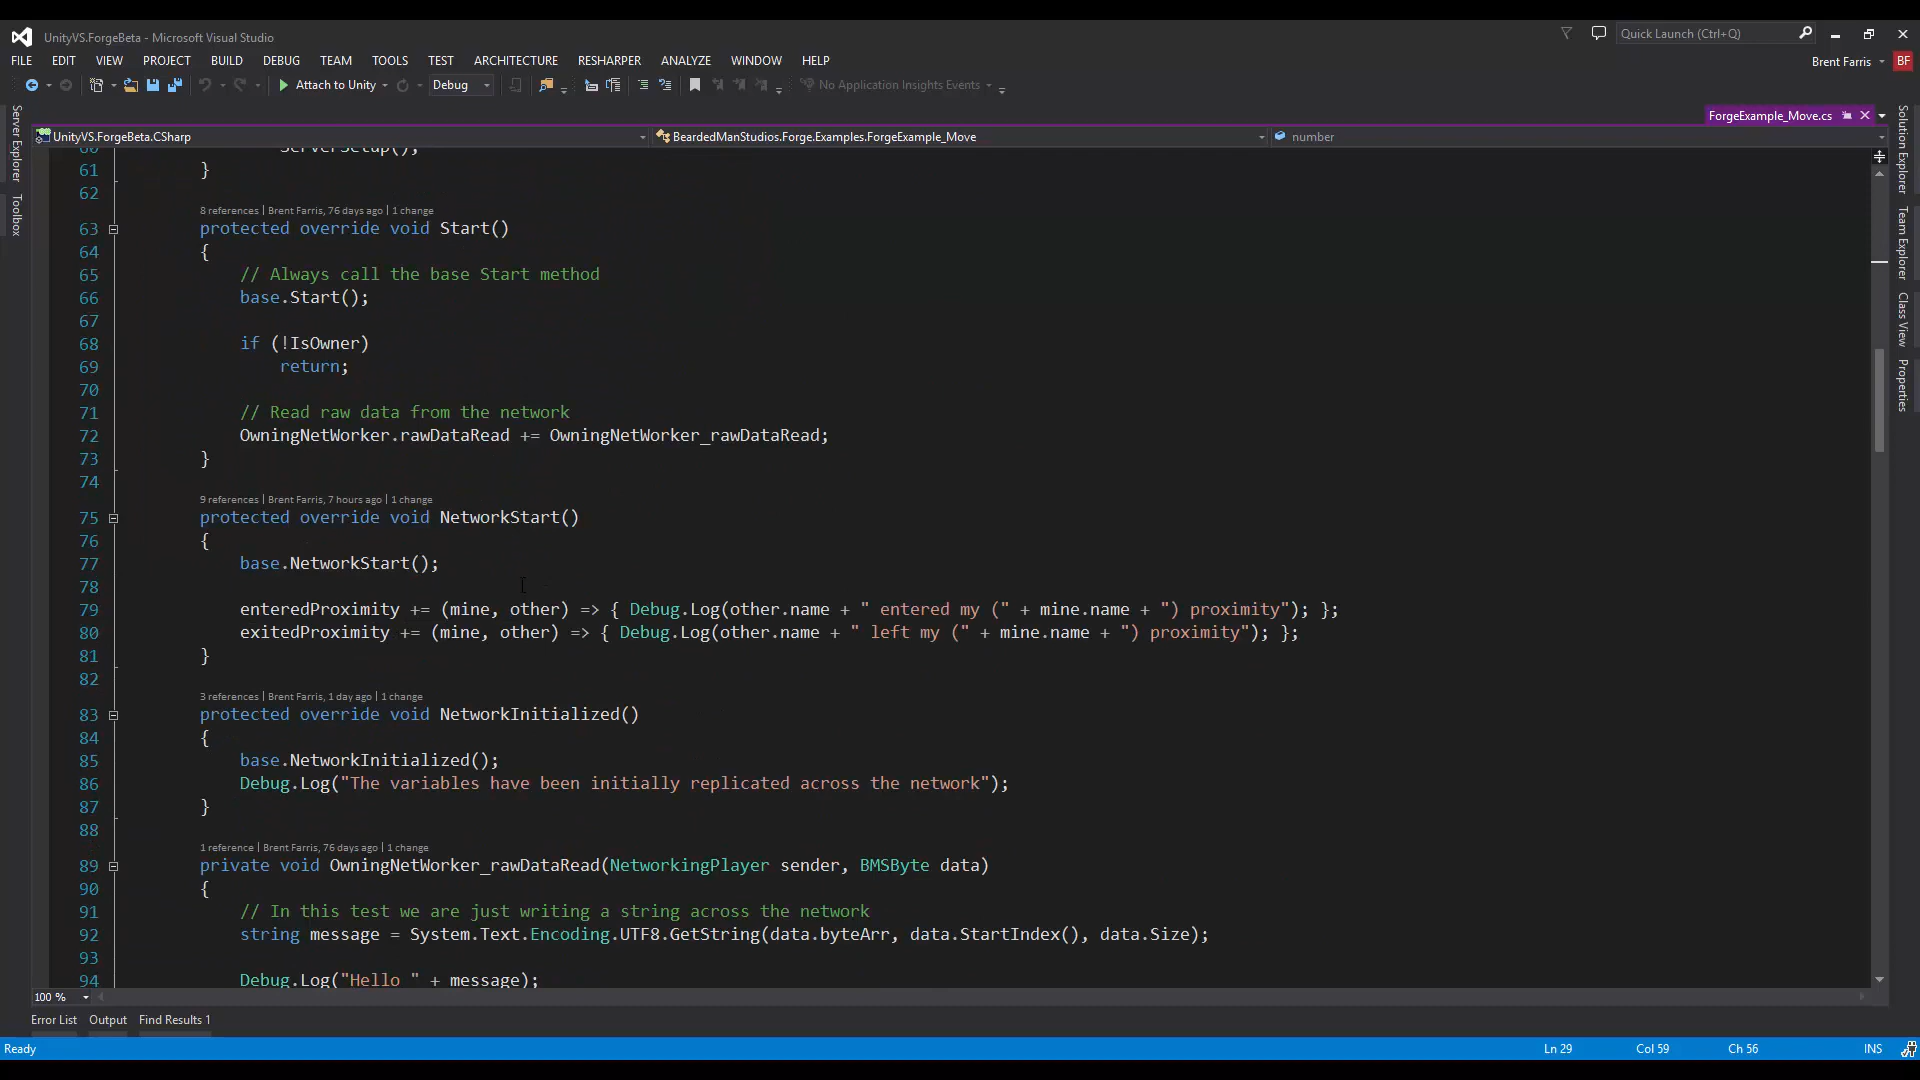 UnityVS.ForgeBeta - Microsoft Visual Studio
Quick Launch (Ctrl+Q)
FILE EDIT VIEW PROJECT BUILD DEBUG TEAM TOOLS TEST ARCHITECTURE RESHARPER ANALYZE WINDOW HELP
Brent Farris BF
Attach to Unity Debug No Application Insights Events
ForgeExample_Move.cs
UnityVS.ForgeBeta.CSharp BeardedManStudios.Forge.Examples.ForgeExample_Move number
Server Explorer
Toolbox
Solution Explorer
Team Explorer
Class View
Properties
60 ServerSetup();
61 }
62
8 references | Brent Farris, 76 days ago | 1 change
63 protected override void Start()
64 {
65 // Always call the base Start method
66 base.Start();
67
68 if (!IsOwner)
69 return;
70
71 // Read raw data from the network
72 OwningNetWorker.rawDataRead += OwningNetWorker_rawDataRead;
73 }
74
9 references | Brent Farris, 7 hours ago | 1 change
75 protected override void NetworkStart()
76 {
77 base.NetworkStart();
78
79 enteredProximity += (mine, other) => { Debug.Log(other.name + " entered my (" + mine.name + ") proximity"); };
80 exitedProximity += (mine, other) => { Debug.Log(other.name + " left my (" + mine.name + ") proximity"); };
81 }
82
3 references | Brent Farris, 1 day ago | 1 change
83 protected override void NetworkInitialized()
84 {
85 base.NetworkInitialized();
86 Debug.Log("The variables have been initially replicated across the network");
87 }
88
1 reference | Brent Farris, 76 days ago | 1 change
89 private void OwningNetWorker_rawDataRead(NetworkingPlayer sender, BMSByte data)
90 {
91 // In this test we are just writing a string across the network
92 string message = System.Text.Encoding.UTF8.GetString(data.byteArr, data.StartIndex(), data.Size);
93
94 Debug.Log("Hello " + message);
100 %
Error List Output Find Results 1
Ready Ln 29 Col 59 Ch 56 INS